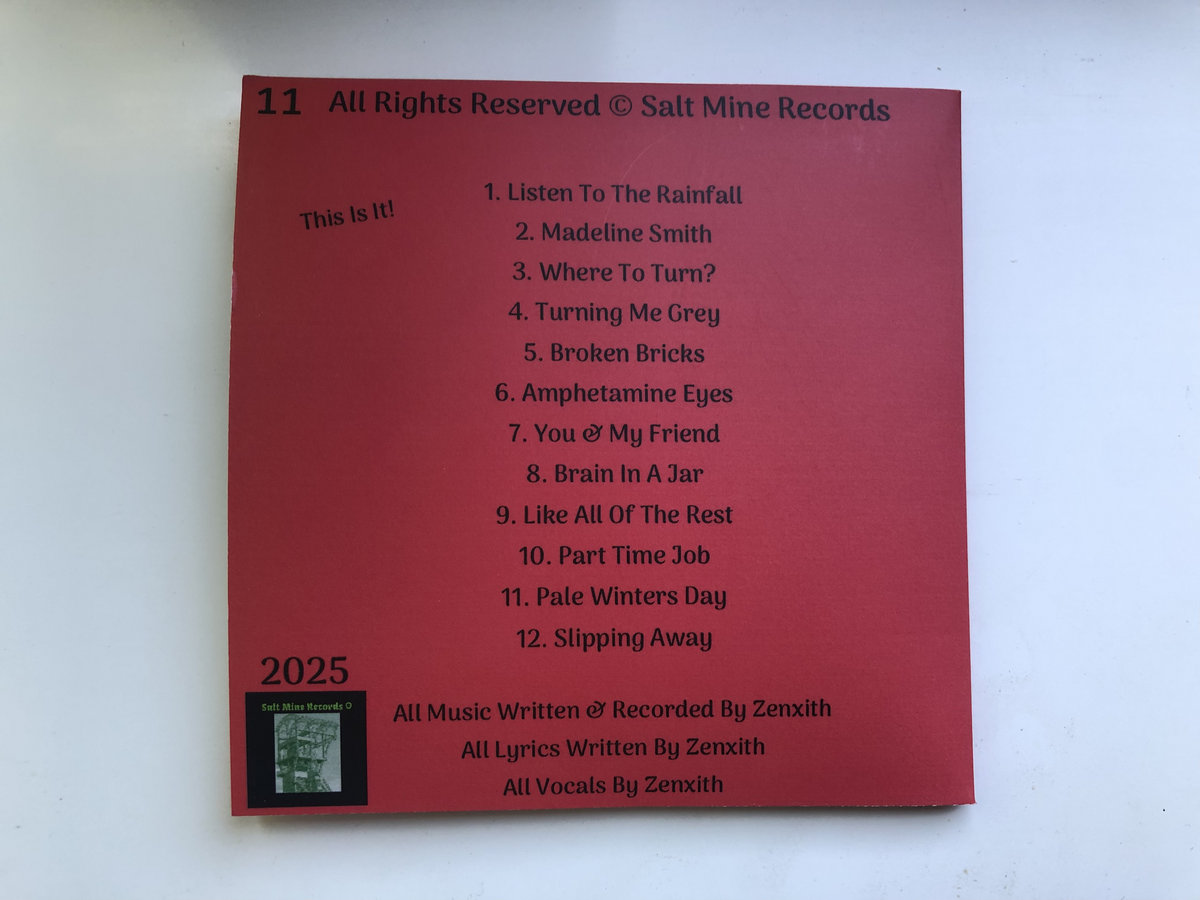 11 All Rights Reserved © Salt Mine Records
This Is It!
1. Listen To The Rainfall
2. Madeline Smith
3. Where To Turn?
4. Turning Me Grey
5. Broken Bricks
6. Amphetamine Eyes
7. You & My Friend
8. Brain In A Jar
9. Like All Of The Rest
10. Part Time Job
11. Pale Winters Day
12. Slipping Away
2025
Salt Mine Records ©
All Music Written & Recorded By Zenxith
All Lyrics Written By Zenxith
All Vocals By Zenxith